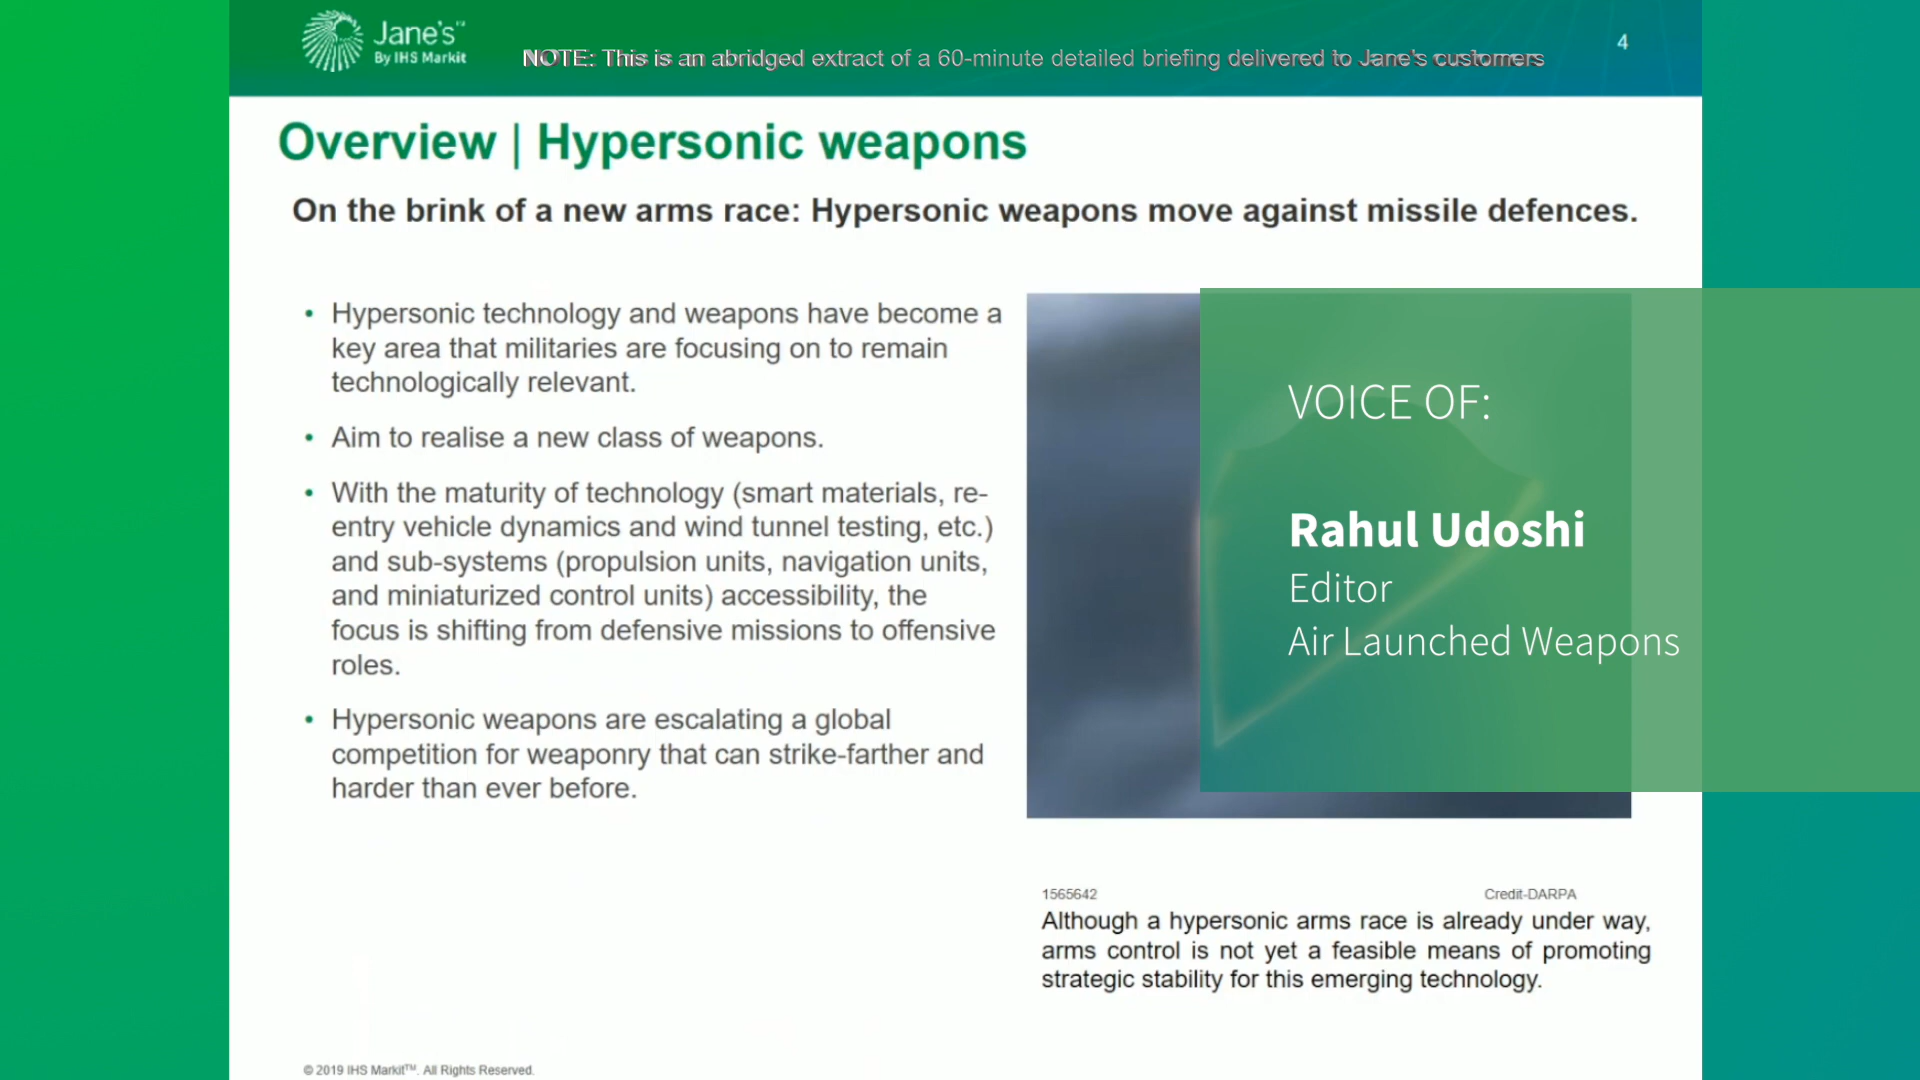 Jane's™
By IHS Markit
NOTE: This is an abridged extract of a 60-minute detailed briefing delivered to Jane's customers
4
Overview | Hypersonic weapons
On the brink of a new arms race: Hypersonic weapons move against missile defences.
• Hypersonic technology and weapons have become a
key area that militaries are focusing on to remain
technologically relevant.
• Aim to realise a new class of weapons.
• With the maturity of technology (smart materials, re-
entry vehicle dynamics and wind tunnel testing, etc.)
and sub-systems (propulsion units, navigation units,
and miniaturized control units) accessibility, the
focus is shifting from defensive missions to offensive
roles.
• Hypersonic weapons are escalating a global
competition for weaponry that can strike-farther and
harder than ever before.
VOICE OF:
Rahul Udoshi
Editor
Air Launched Weapons
1565642 Credit-DARPA
Although a hypersonic arms race is already under way,
arms control is not yet a feasible means of promoting
strategic stability for this emerging technology.
© 2019 IHS Markit™. All Rights Reserved.